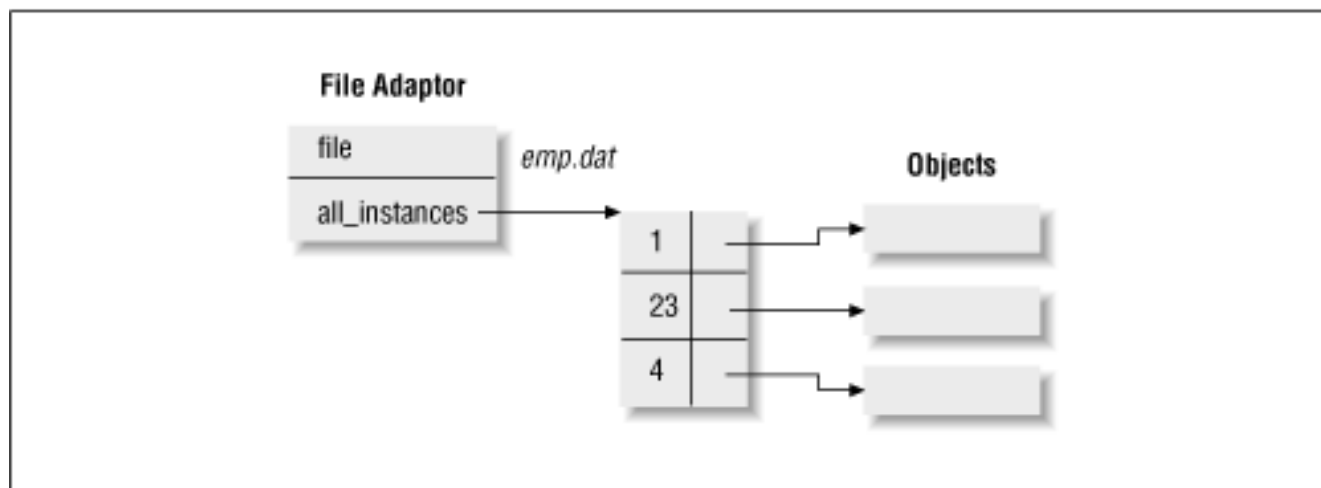 File Adaptor
file
emp.dat
all_instances
Objects
1
23
4